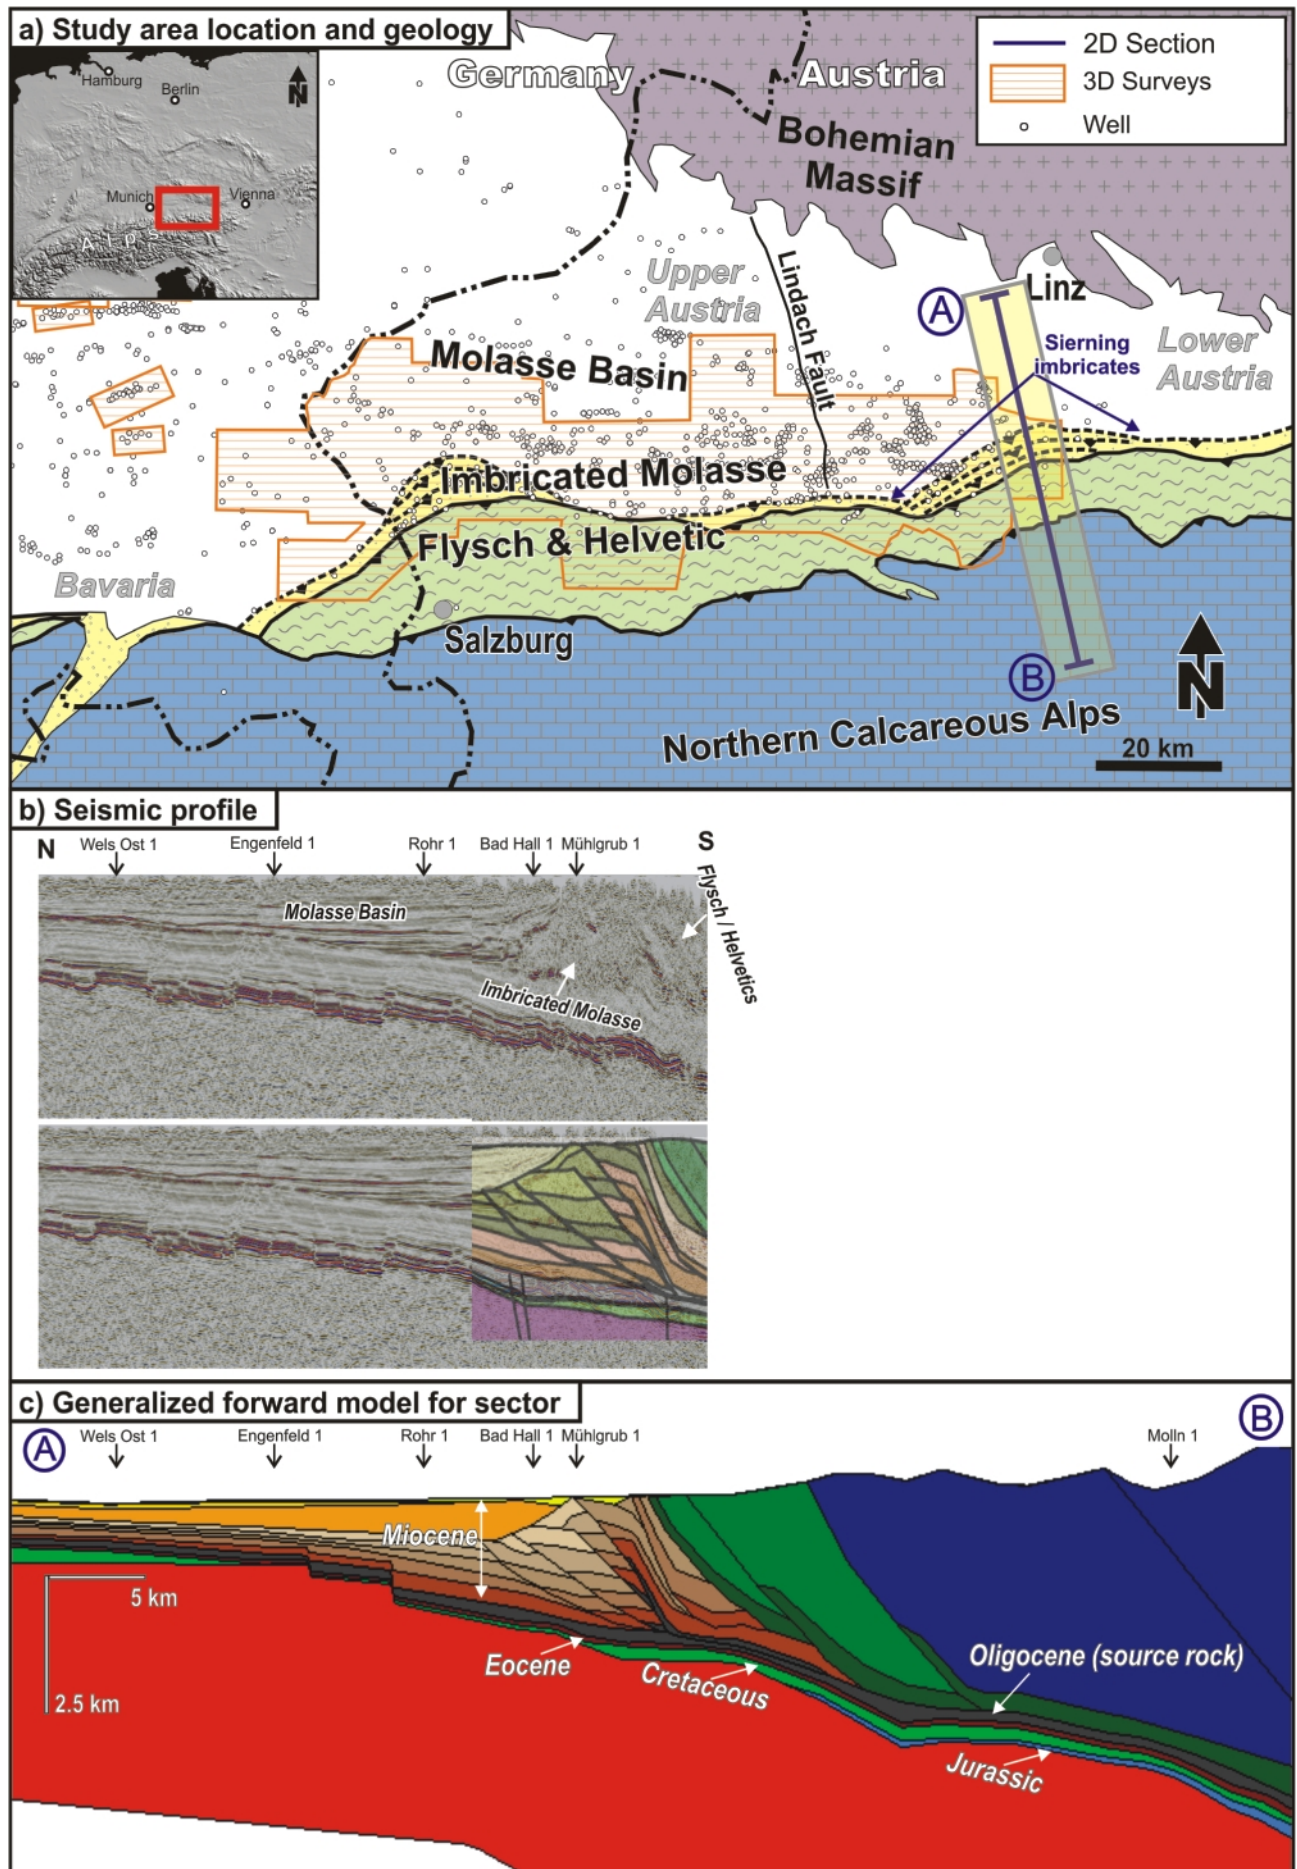 a) Study area location and geology
Hamburg
Berlin
N
Munich
Vienna
Alps
Germany
Austria
2D Section
3D Surveys
Well
Bohemian
Massif
Upper
Austria
Lindach Fault
Linz
A
Sierning
imbricates
Lower
Austria
Molasse Basin
Imbricated Molasse
Flysch & Helvetic
Bavaria
Salzburg
B
N
Northern Calcareous Alps
20 km
b) Seismic profile
N
Wels Ost 1
Engenfeld 1
Rohr 1
Bad Hall 1
Mühlgrub 1
S
Flysch / Helvetics
Molasse Basin
Imbricated Molasse
c) Generalized forward model for sector
A
Wels Ost 1
Engenfeld 1
Rohr 1
Bad Hall 1
Mühlgrub 1
Molln 1
B
Miocene
5 km
2.5 km
Eocene
Cretaceous
Oligocene (source rock)
Jurassic